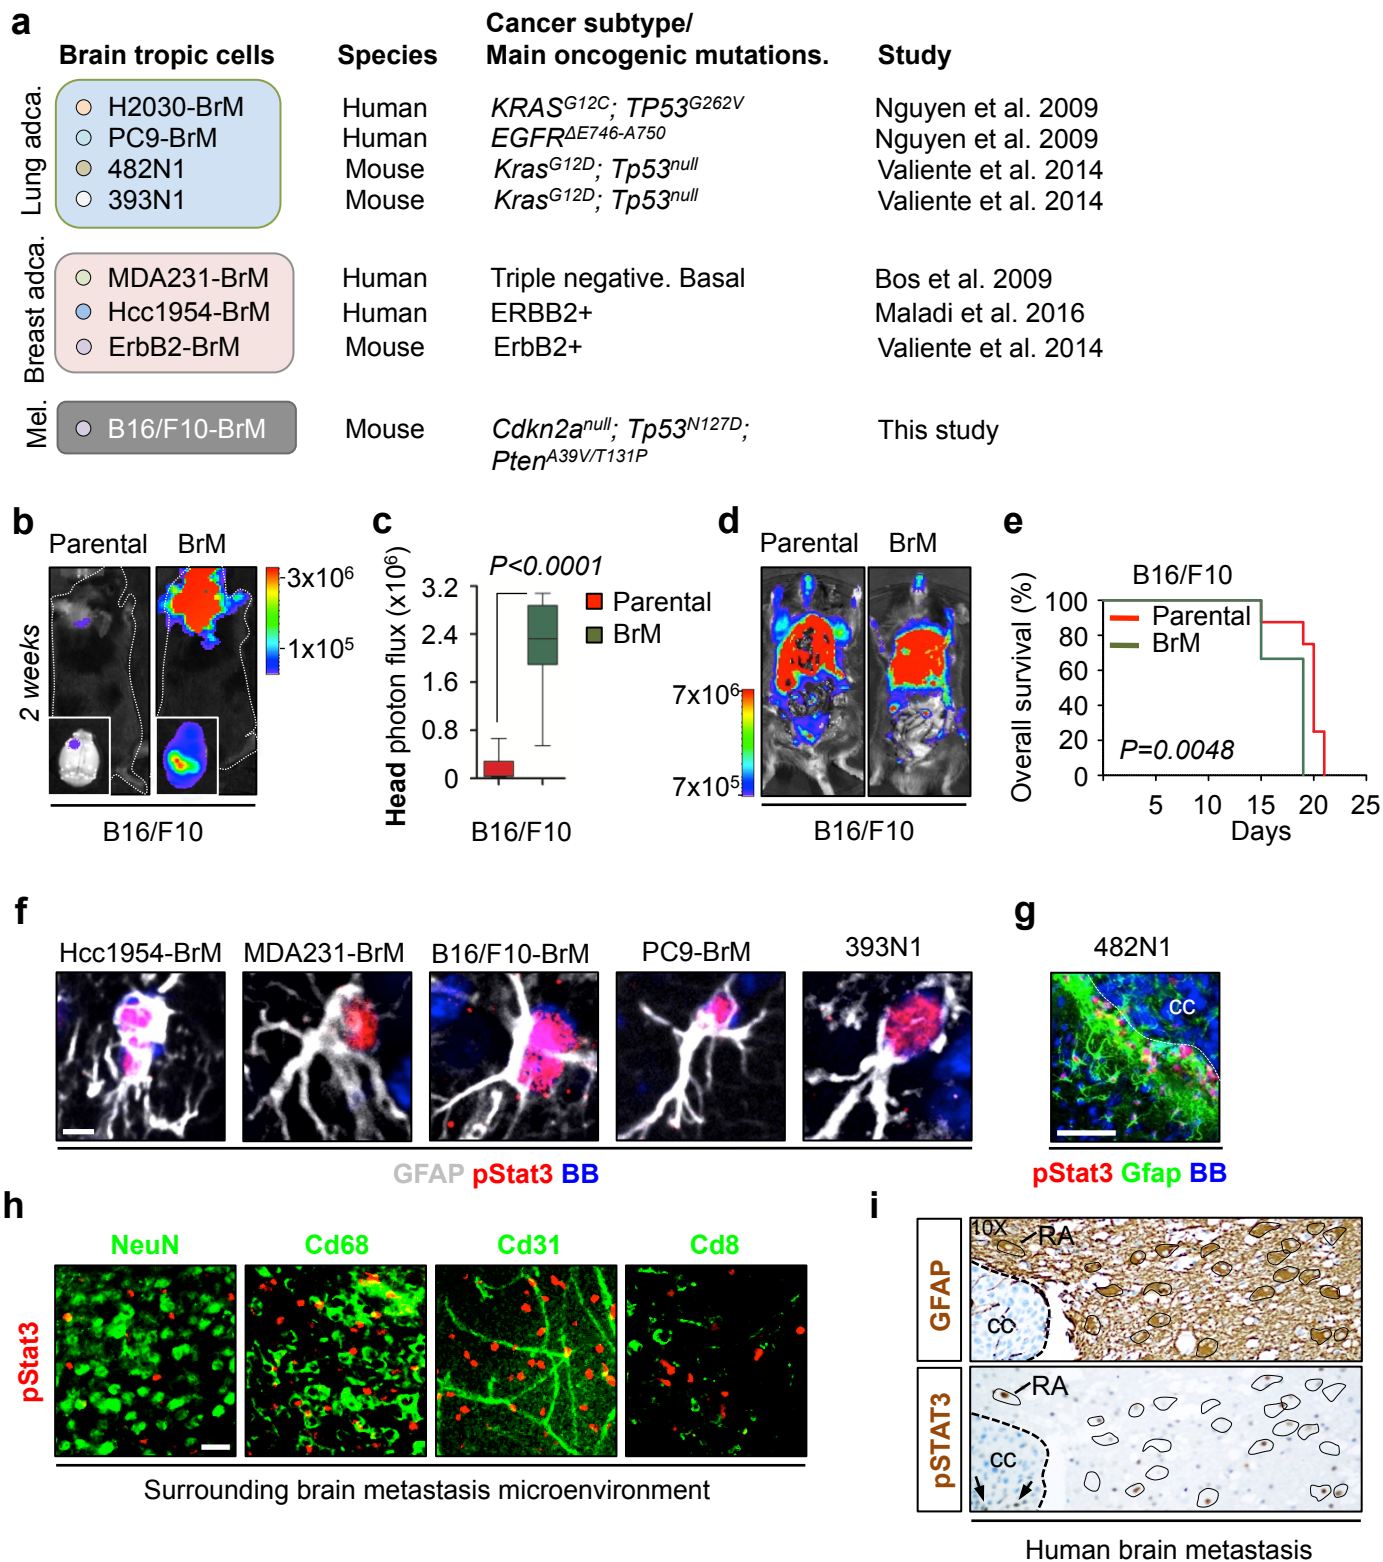 a
Brain tropic cells Species Cancer subtype/ Main oncogenic mutations. Study
Lung adca.
H2030-BrM Human KRASG12C; TP53G262V Nguyen et al. 2009
PC9-BrM Human EGFRΔE746-A750 Nguyen et al. 2009
482N1 Mouse KrasG12D; Tp53null Valiente et al. 2014
393N1 Mouse KrasG12D; Tp53null Valiente et al. 2014
Breast adca.
MDA231-BrM Human Triple negative. Basal Bos et al. 2009
Hcc1954-BrM Human ERBB2+ Maladi et al. 2016
ErbB2-BrM Mouse ErbB2+ Valiente et al. 2014
Mel.
B16/F10-BrM Mouse Cdkn2anull; Tp53N127D; This study
PtenA39V/T131P
b
Parental BrM
2 weeks
3x10⁶
1x10⁵
B16/F10
c
Head photon flux (x10⁶)
P<0.0001
3.2
2.4
1.6
0.8
0
Parental
BrM
B16/F10
d
Parental BrM
7x10⁶
7x10⁵
B16/F10
e
B16/F10
Overall survival (%)
100
80
60
40
20
0
Parental
BrM
P=0.0048
5 10 15 20 25
Days
f
Hcc1954-BrM MDA231-BrM B16/F10-BrM PC9-BrM 393N1
GFAP pStat3 BB
g
482N1
cc
pStat3 Gfap BB
h
NeuN Cd68 Cd31 Cd8
pStat3
Surrounding brain metastasis microenvironment
i
GFAP
10X
RA
cc
pSTAT3
RA
cc
Human brain metastasis